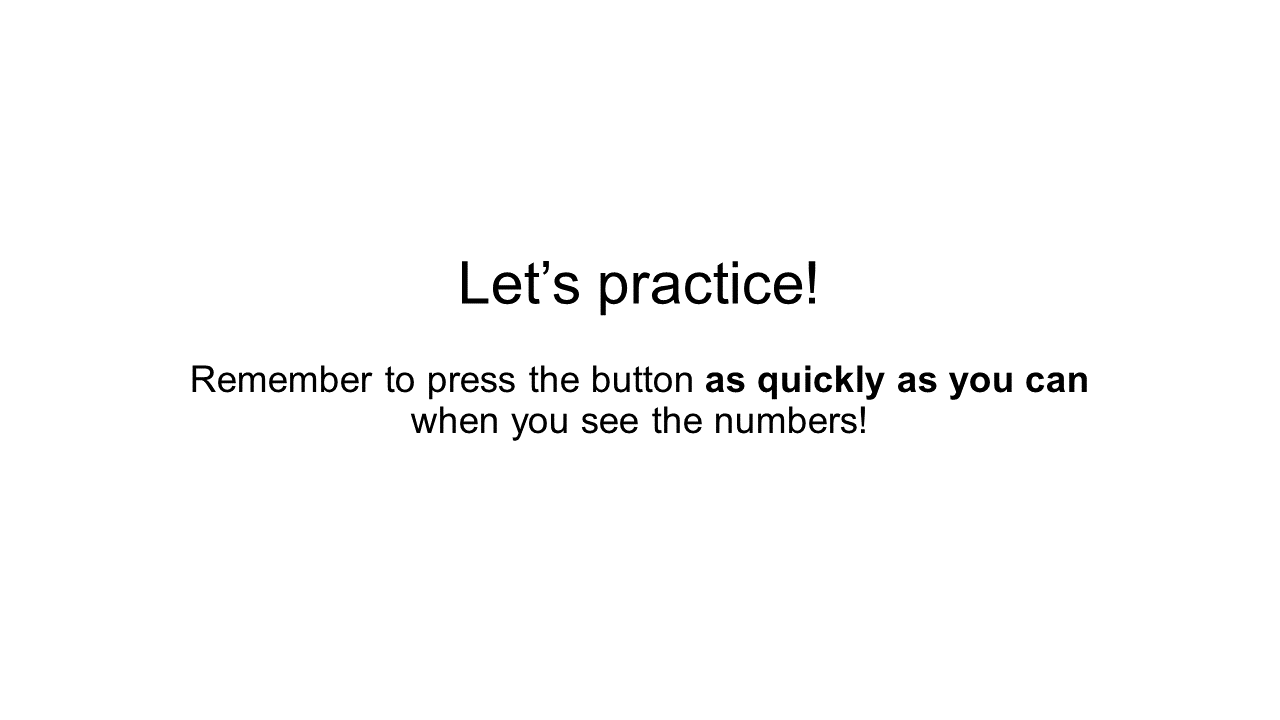 Let’s practice!
Remember to press the button as quickly as you can
when you see the numbers!